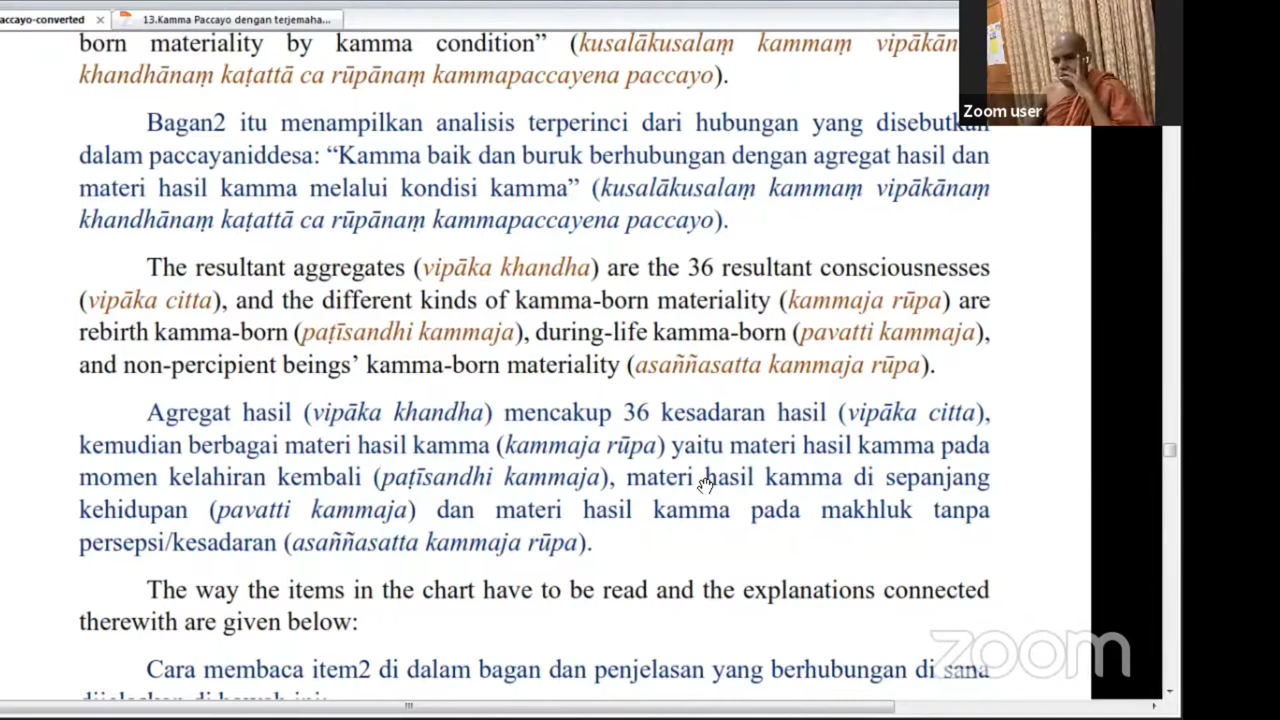 accayo-converted
13.Kamma Paccayo dengan terjemaha...
born materiality by kamma condition” (kusalākusalaṃ kammaṃ
khandhānaṃ kaṭattā ca rūpānaṃ kammapaccayena paccayo).
Zoom user
Bagan2 itu menampilkan analisis terperinci dari hubungan yang
dalam paccayaniddesa: “Kamma baik dan buruk berhubungan dengan agregat hasil dan
materi hasil kamma melalui kondisi kamma” (kusalākusalaṃ kammaṃ vipākānaṃ
khandhānaṃ kaṭattā ca rūpānaṃ kammapaccayena paccayo).
The resultant aggregates (vipāka khandha) are the 36 resultant consciousnesses
(vipāka citta), and the different kinds of kamma-born materiality (kammaja rūpa) are
rebirth kamma-born (paṭīsandhi kammaja), during-life kamma-born (pavatti kammaja),
and non-percipient beings’ kamma-born materiality (asaññasatta kammaja rūpa).
Agregat hasil (vipāka khandha) mencakup 36 kesadaran hasil (vipāka citta),
kemudian berbagai materi hasil kamma (kammaja rūpa) yaitu materi hasil kamma pada
momen kelahiran kembali (paṭīsandhi kammaja), materi hasil kamma di sepanjang
kehidupan (pavatti kammaja) dan materi hasil kamma pada makhluk tanpa
persepsi/kesadaran (asaññasatta kammaja rūpa).
The way the items in the chart have to be read and the explanations connected
therewith are given below:
zoom
Cara membaca item2 di dalam bagan dan penjelasan yang berhubungan di sana